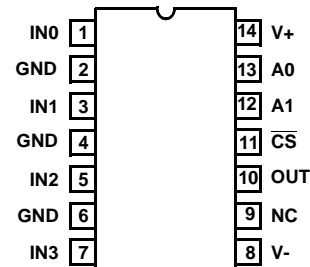 IN0 1 14 V+
GND 2 13 A0
IN1 3 12 A1
GND 4 11 C̅S̅
IN2 5 10 OUT
GND 6 9 NC
IN3 7 8 V-